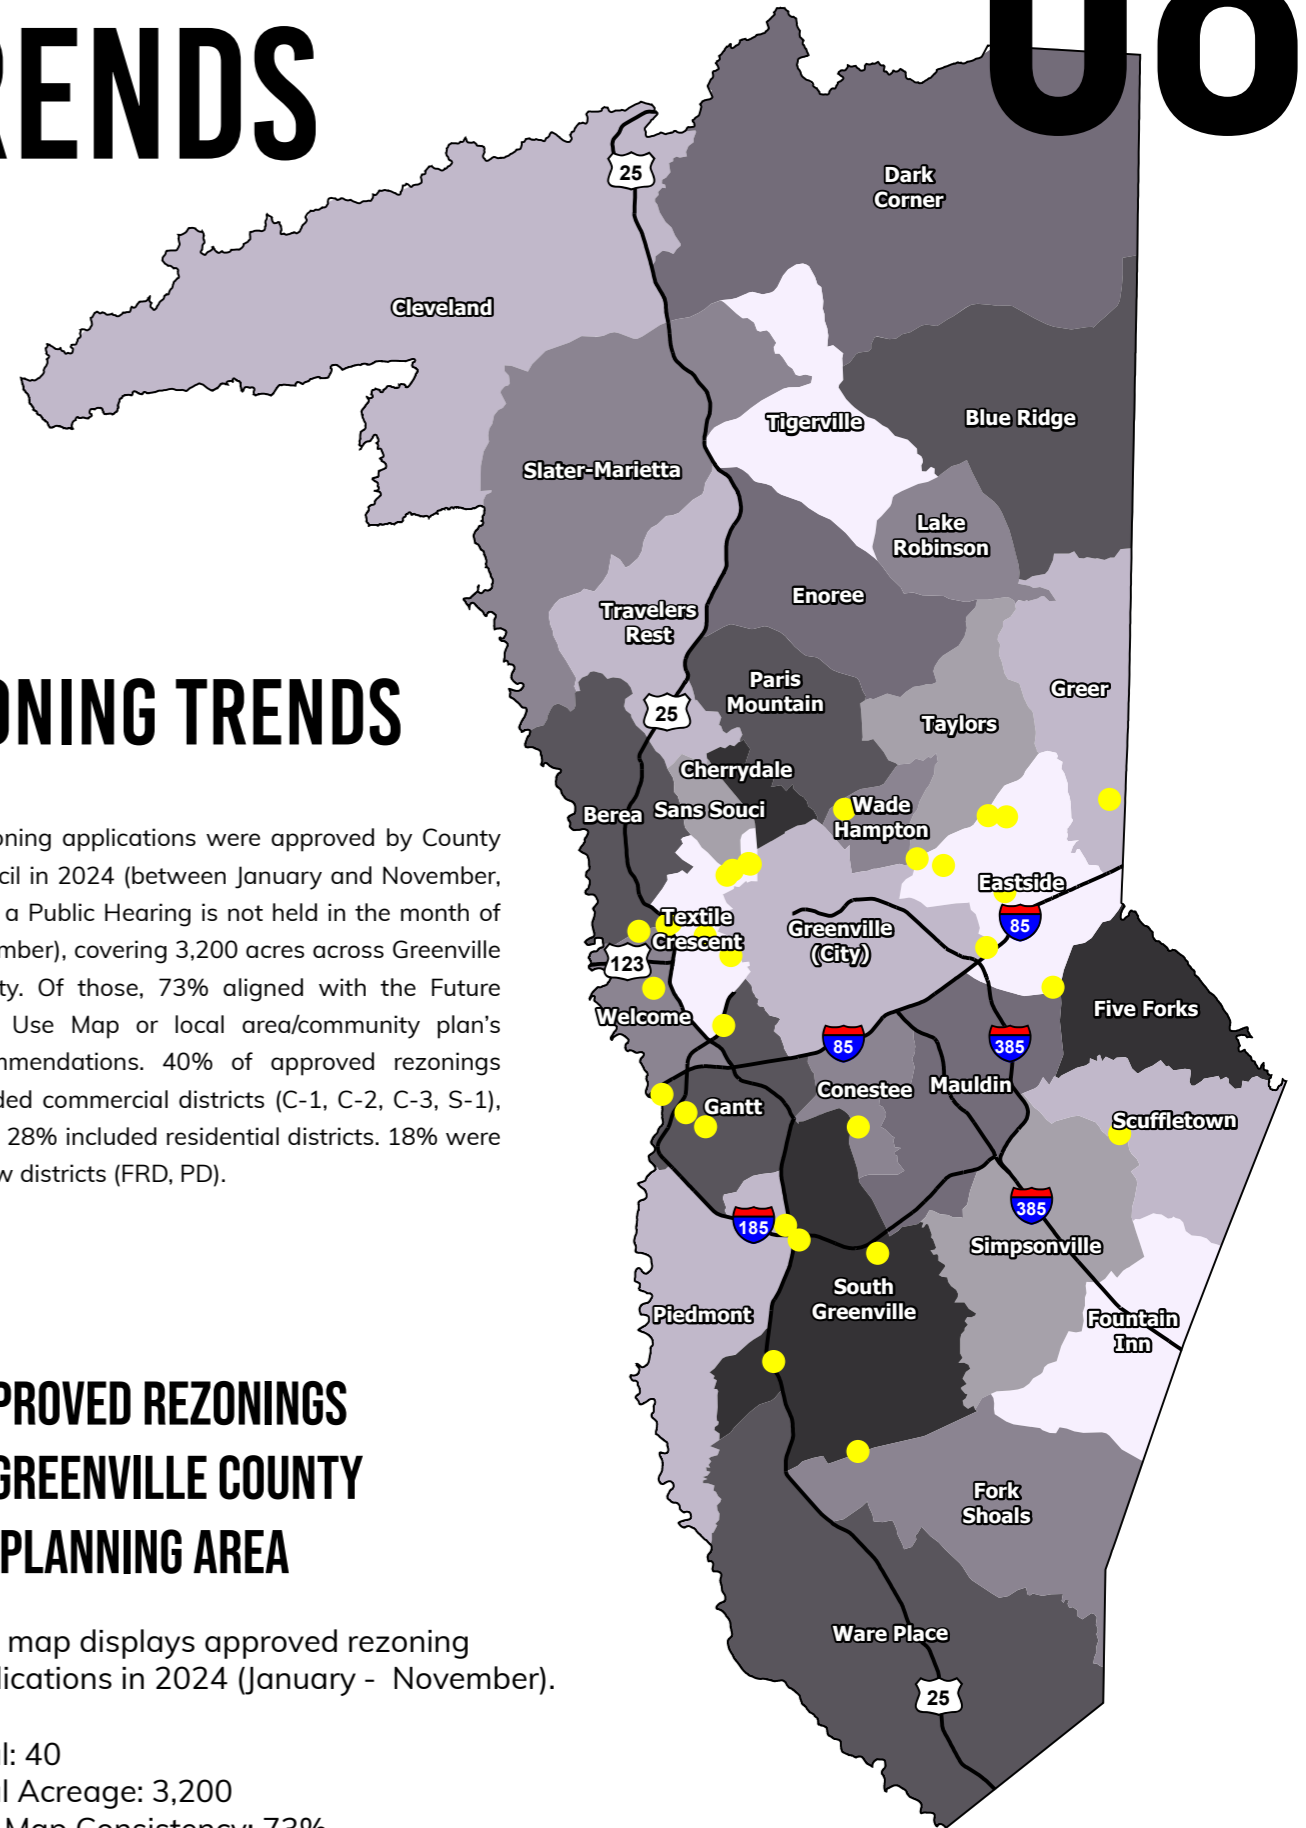 RENDS
08
ONING TRENDS
oning applications were approved by County
cil in 2024 (between January and November,
a Public Hearing is not held in the month of
mber), covering 3,200 acres across Greenville
ty. Of those, 73% aligned with the Future
Use Map or local area/community plan's
mmendations. 40% of approved rezonings
ded commercial districts (C-1, C-2, C-3, S-1),
28% included residential districts. 18% were
w districts (FRD, PD).
PROVED REZONINGS
GREENVILLE COUNTY
PLANNING AREA
map displays approved rezoning
lications in 2024 (January - November).
l: 40
l Acreage: 3,200
Map Consistency: 73%
25
Dark
Corner
Cleveland
Tigerville
Blue Ridge
Slater-Marietta
Lake
Robinson
Enoree
Travelers
Rest
Paris
Mountain
Greer
25
Taylors
Cherrydale
Berea
Sans Souci
Wade
Hampton
Eastside
85
Textile
Crescent
Greenville
(City)
123
Welcome
Five Forks
85
385
Conestee
Mauldin
Gantt
Scuffletown
385
185
Simpsonville
South
Greenville
Piedmont
Fountain
Inn
Fork
Shoals
Ware Place
25